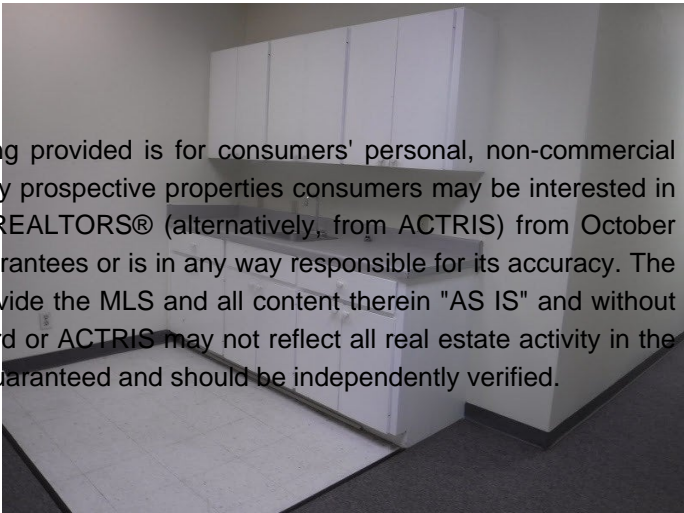 ng provided is for consumers' personal, non-commercial
y prospective properties consumers may be interested in
REALTORS® (alternatively, from ACTRIS) from October
rantees or is in any way responsible for its accuracy. The
vide the MLS and all content therein "AS IS" and without
rd or ACTRIS may not reflect all real estate activity in the
uaranteed and should be independently verified.